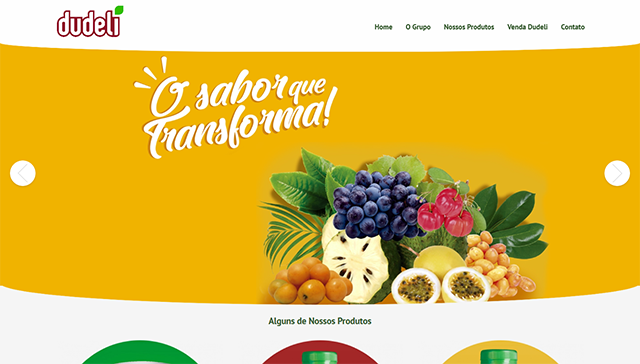 dudeli
Home O Grupo Nossos Produtos Venda Dudeli Contato
O sabor que
Transforma!
Alguns de Nossos Produtos